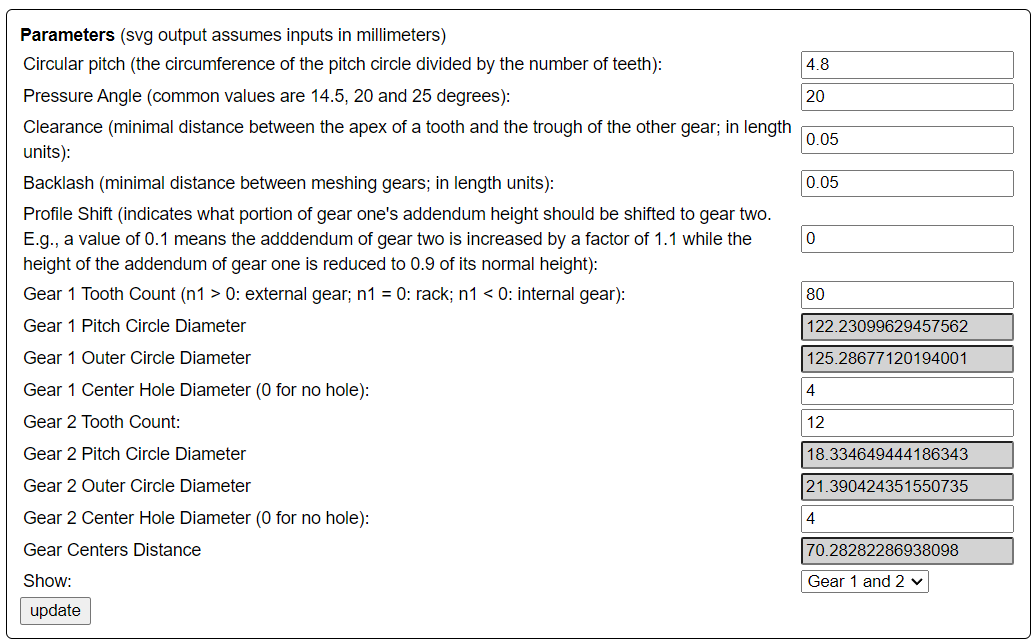 Parameters (svg output assumes inputs in millimeters)
Circular pitch (the circumference of the pitch circle divided by the number of teeth): 4.8
Pressure Angle (common values are 14.5, 20 and 25 degrees): 20
Clearance (minimal distance between the apex of a tooth and the trough of the other gear; in length
units): 0.05
Backlash (minimal distance between meshing gears; in length units): 0.05
Profile Shift (indicates what portion of gear one's addendum height should be shifted to gear two.
E.g., a value of 0.1 means the adddendum of gear two is increased by a factor of 1.1 while the
height of the addendum of gear one is reduced to 0.9 of its normal height): 0
Gear 1 Tooth Count (n1 > 0: external gear; n1 = 0: rack; n1 < 0: internal gear): 80
Gear 1 Pitch Circle Diameter 122.23099629457562
Gear 1 Outer Circle Diameter 125.28677120194001
Gear 1 Center Hole Diameter (0 for no hole): 4
Gear 2 Tooth Count: 12
Gear 2 Pitch Circle Diameter 18.334649444186343
Gear 2 Outer Circle Diameter 21.390424351550735
Gear 2 Center Hole Diameter (0 for no hole): 4
Gear Centers Distance 70.28282286938098
Show: Gear 1 and 2
update